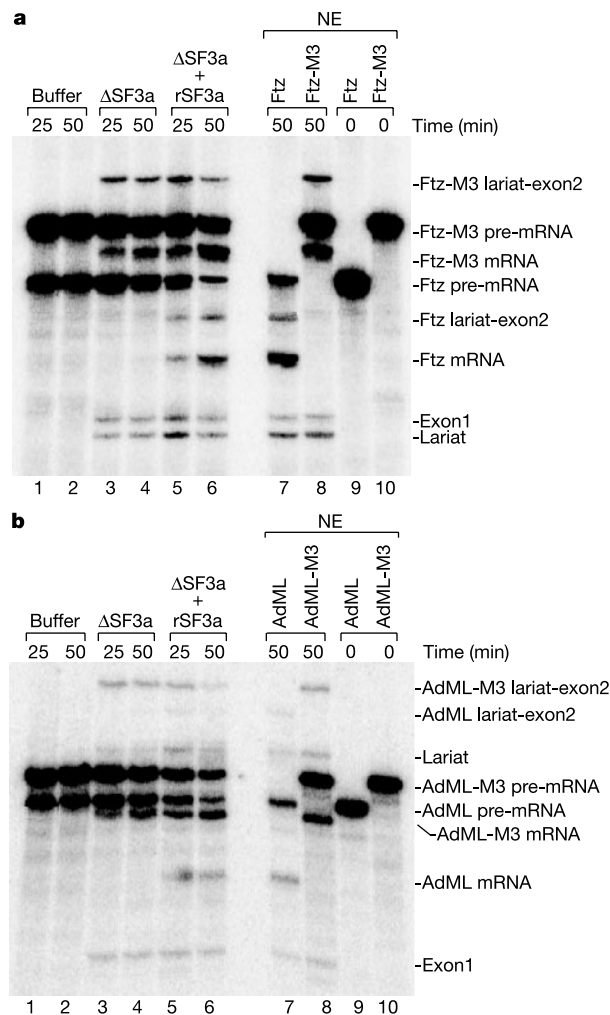 a
NE
ΔSF3a
+
Buffer ΔSF3a rSF3a Ftz Ftz-M3 Ftz Ftz-M3
25 50 25 50 25 50 50 50 0 0 Time (min)
-Ftz-M3 lariat-exon2
-Ftz-M3 pre-mRNA
-Ftz-M3 mRNA
-Ftz pre-mRNA
-Ftz lariat-exon2
-Ftz mRNA
-Exon1
-Lariat
1 2 3 4 5 6 7 8 9 10
b
NE
ΔSF3a
+
Buffer ΔSF3a rSF3a AdML AdML-M3 AdML AdML-M3
25 50 25 50 25 50 50 50 0 0 Time (min)
-AdML-M3 lariat-exon2
-AdML lariat-exon2
-Lariat
-AdML-M3 pre-mRNA
-AdML pre-mRNA
AdML-M3 mRNA
-AdML mRNA
-Exon1
1 2 3 4 5 6 7 8 9 10